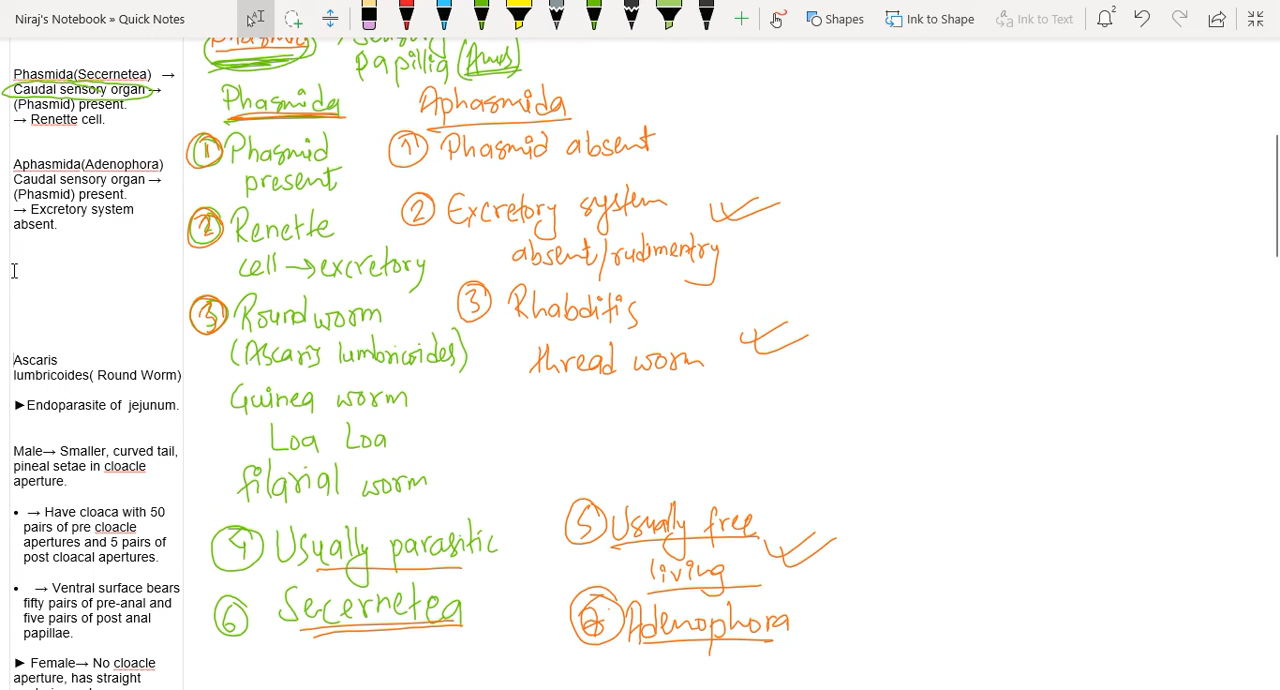 Niraj's Notebook » Quick Notes
Shapes
Ink to Shape
Ink to Text
2
Phasmida(Secernetea) →
Caudal sensory organ →
(Phasmid) present.
→ Renette cell.
Aphasmida(Adenophora)
Caudal sensory organ →
(Phasmid) present.
→ Excretory system
absent.
Ascaris
lumbricoides( Round Worm)
►Endoparasite of jejunum.
Male→ Smaller, curved tail,
pineal setae in cloacle
aperture.
• → Have cloaca with 50
pairs of pre cloacle
apertures and 5 pairs of
post cloacal apertures.
• → Ventral surface bears
fifty pairs of pre-anal and
five pairs of post anal
papillae.
► Female→ No cloacle
aperture, has straight
papillia (Anus)
Phasmida
① Phasmid
present
② Renette
cell → excretory
③ Round worm
(Ascaris lumbricoides)
Guinea worm
Loa Loa
filarial worm
④ Usually parasitic
⑥ Secernetea
Aphasmida
① Phasmid absent
② Excretory system
absent/rudimentry
③ Rhabditis
thread worm
⑤ Usually free
living
Adenophora